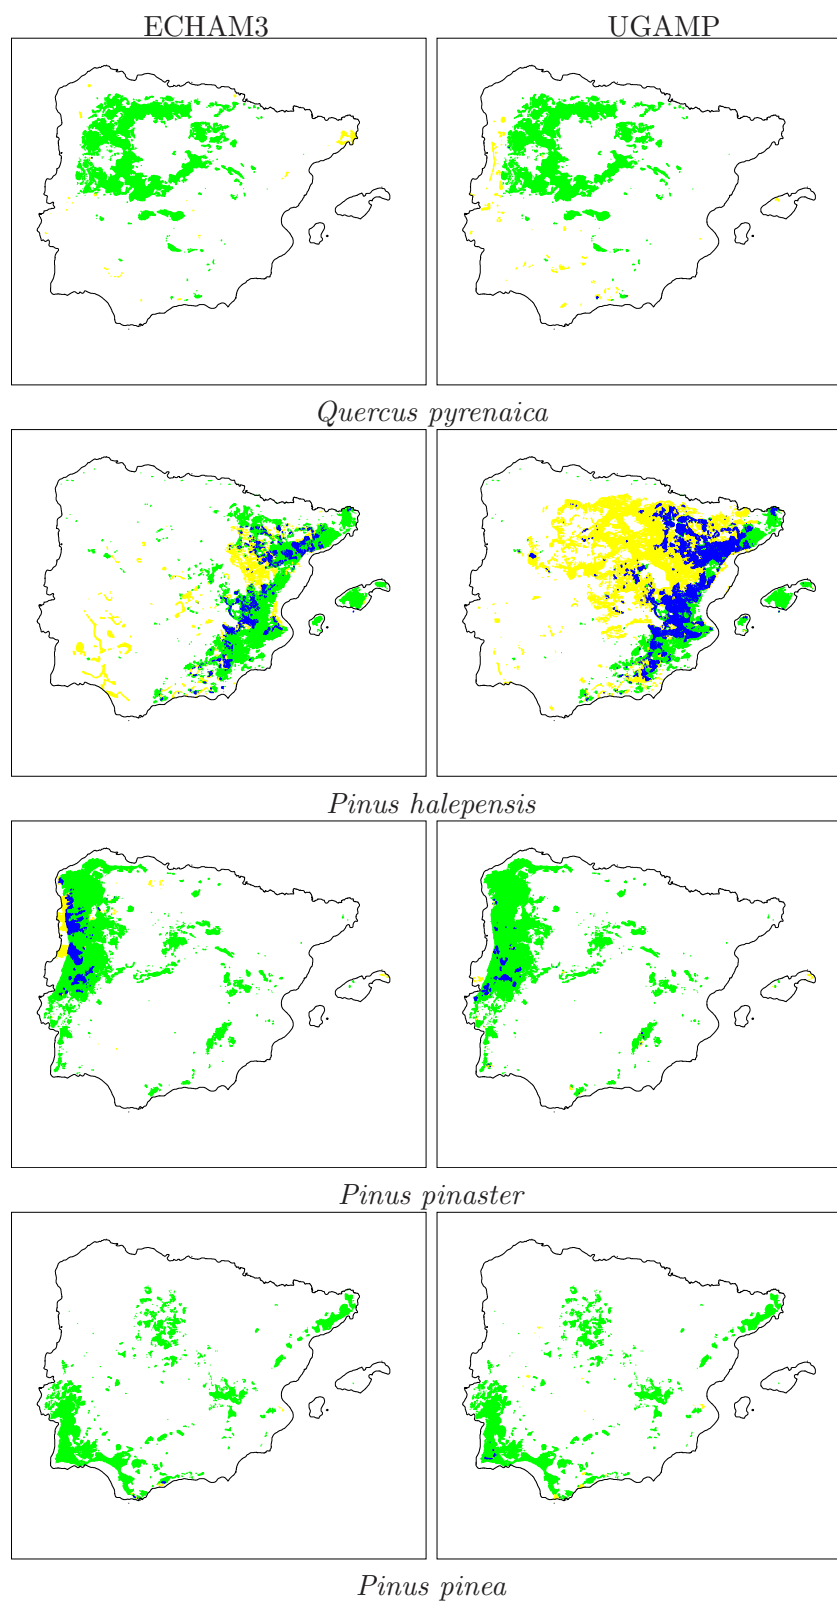 ECHAM3 UGAMP
Quercus pyrenaica
Pinus halepensis
Pinus pinaster
Pinus pinea